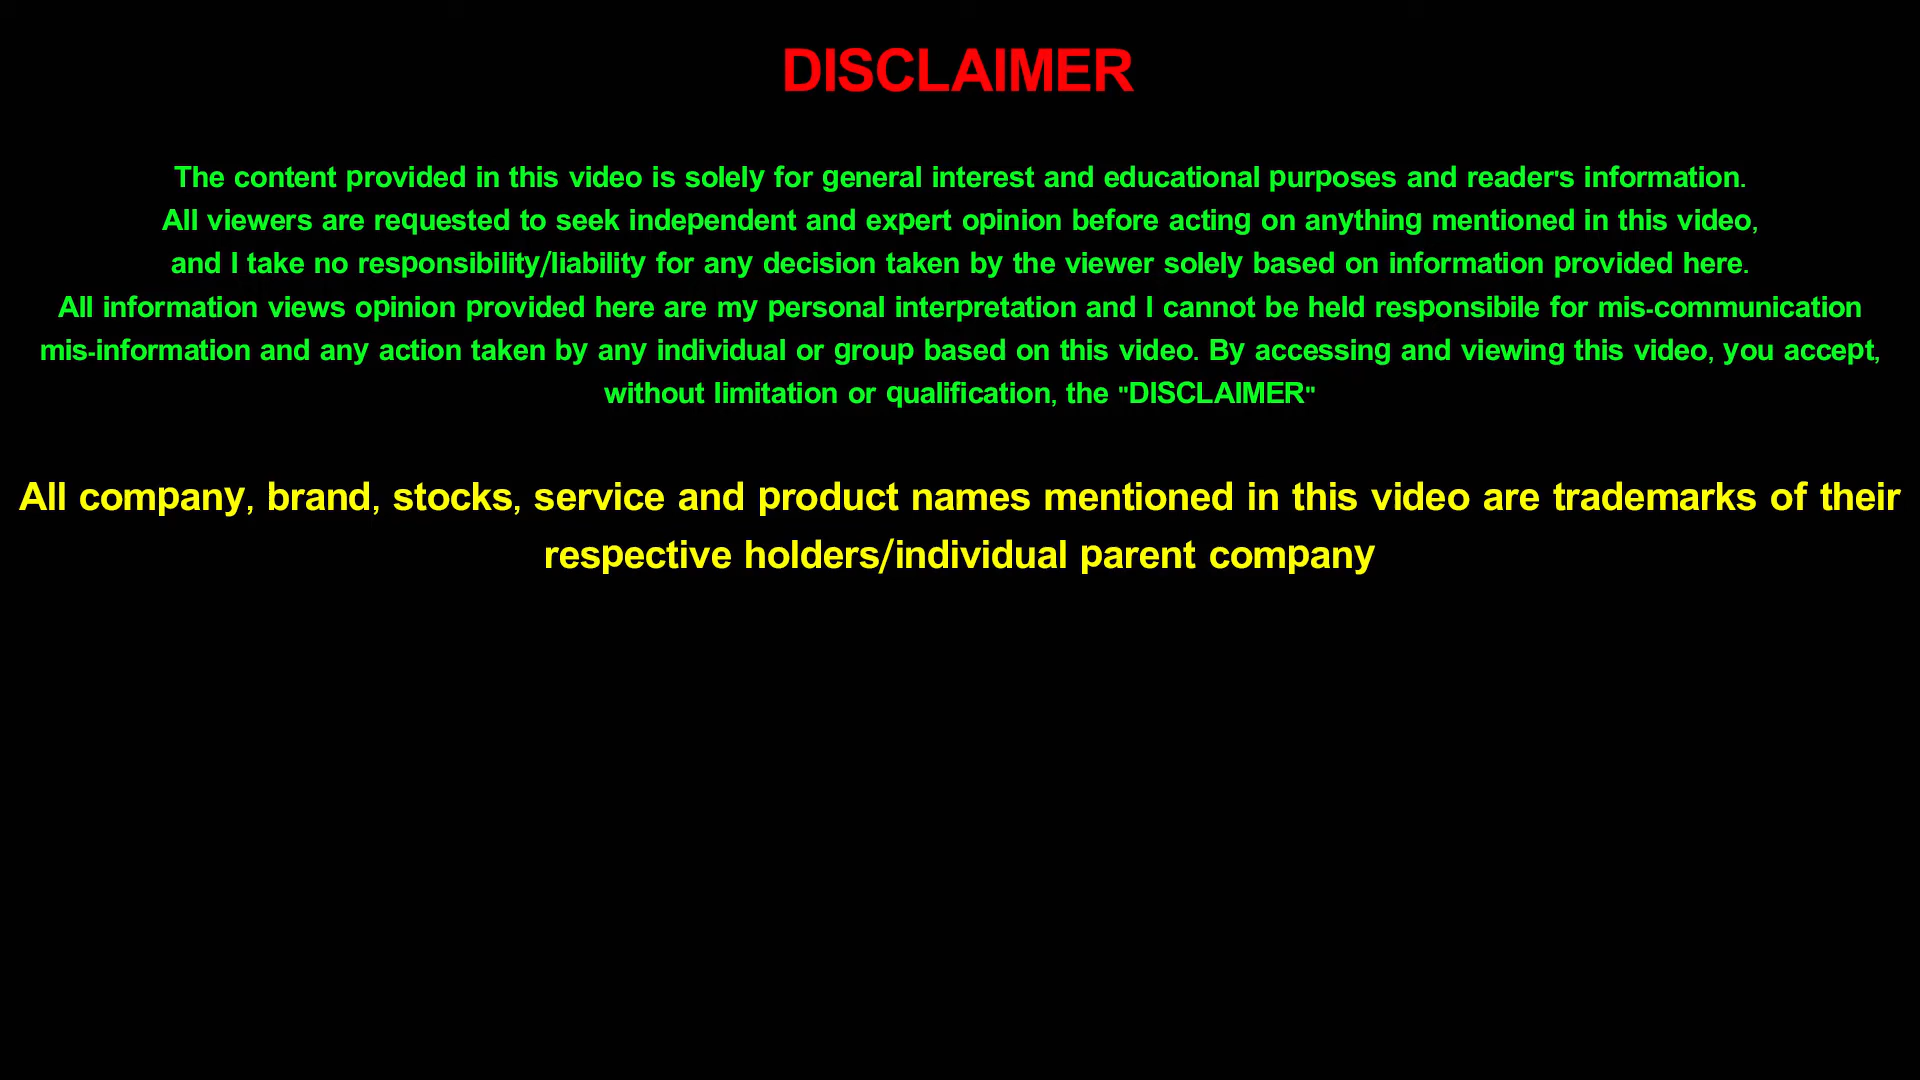 DISCLAIMER
The content provided in this video is solely for general interest and educational purposes and reader's information.
All viewers are requested to seek independent and expert opinion before acting on anything mentioned in this video,
and I take no responsibility/liability for any decision taken by the viewer solely based on information provided here.
All information views opinion provided here are my personal interpretation and I cannot be held responsibile for mis-communication
mis-information and any action taken by any individual or group based on this video. By accessing and viewing this video, you accept,
without limitation or qualification, the "DISCLAIMER"
All company, brand, stocks, service and product names mentioned in this video are trademarks of their
respective holders/individual parent company